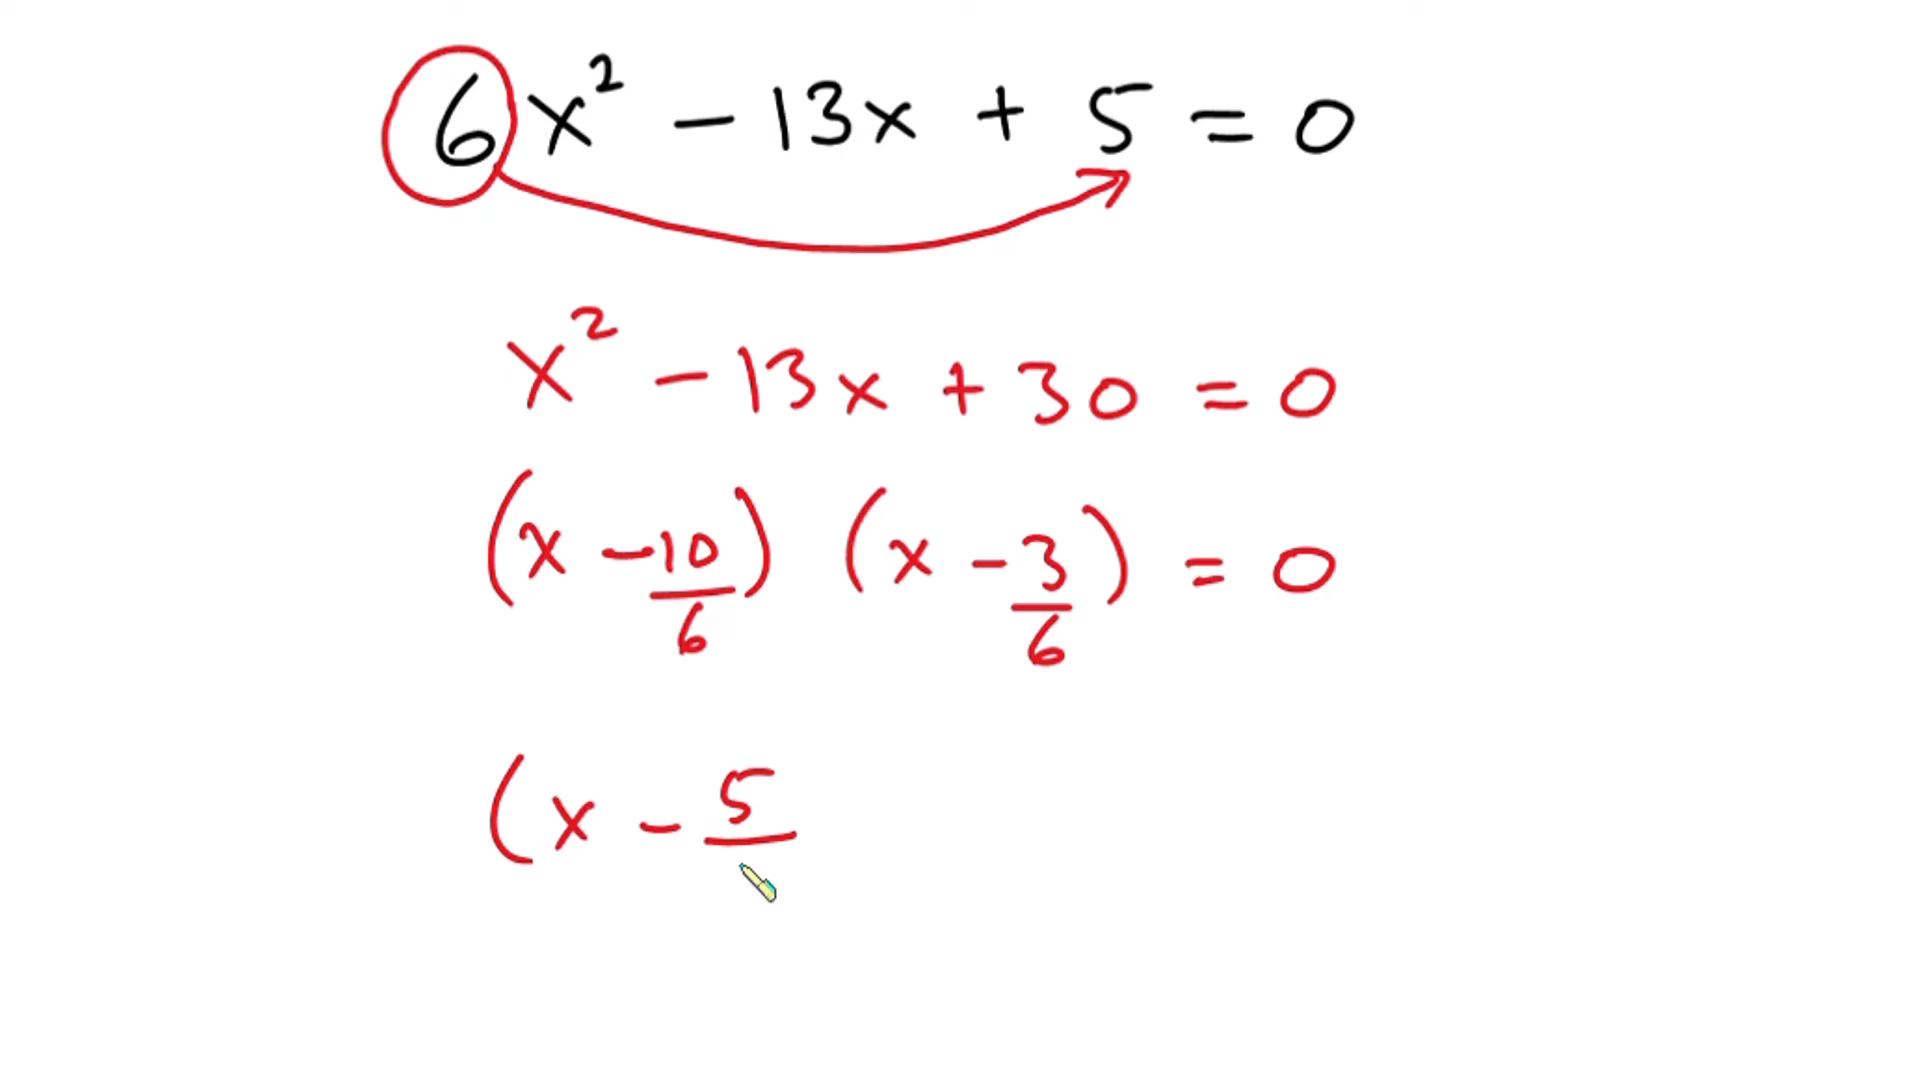 6x² - 13x + 5 = 0
x² - 13x + 30 = 0
(x - 10/6) (x - 3/6) = 0
(x - 5/